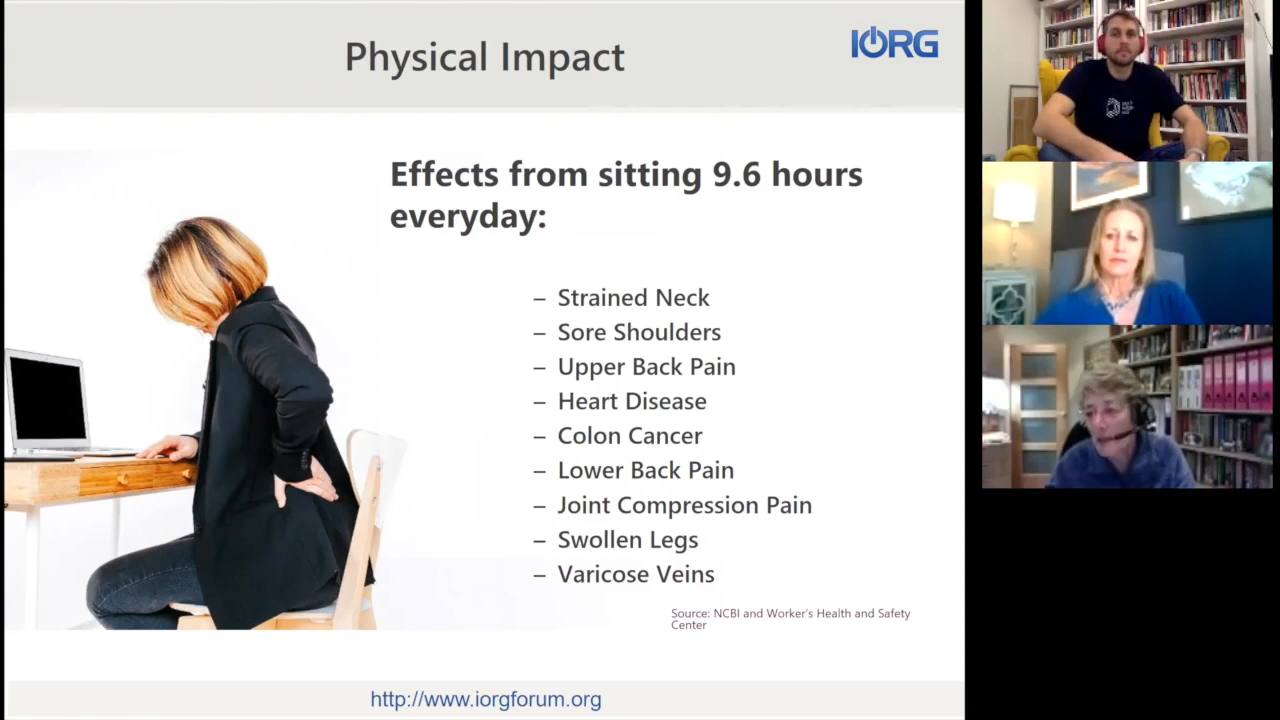 Physical Impact
IORG
Effects from sitting 9.6 hours
everyday:
– Strained Neck
– Sore Shoulders
– Upper Back Pain
– Heart Disease
– Colon Cancer
– Lower Back Pain
– Joint Compression Pain
– Swollen Legs
– Varicose Veins
Source: NCBI and Worker's Health and Safety
Center
http://www.iorgforum.org